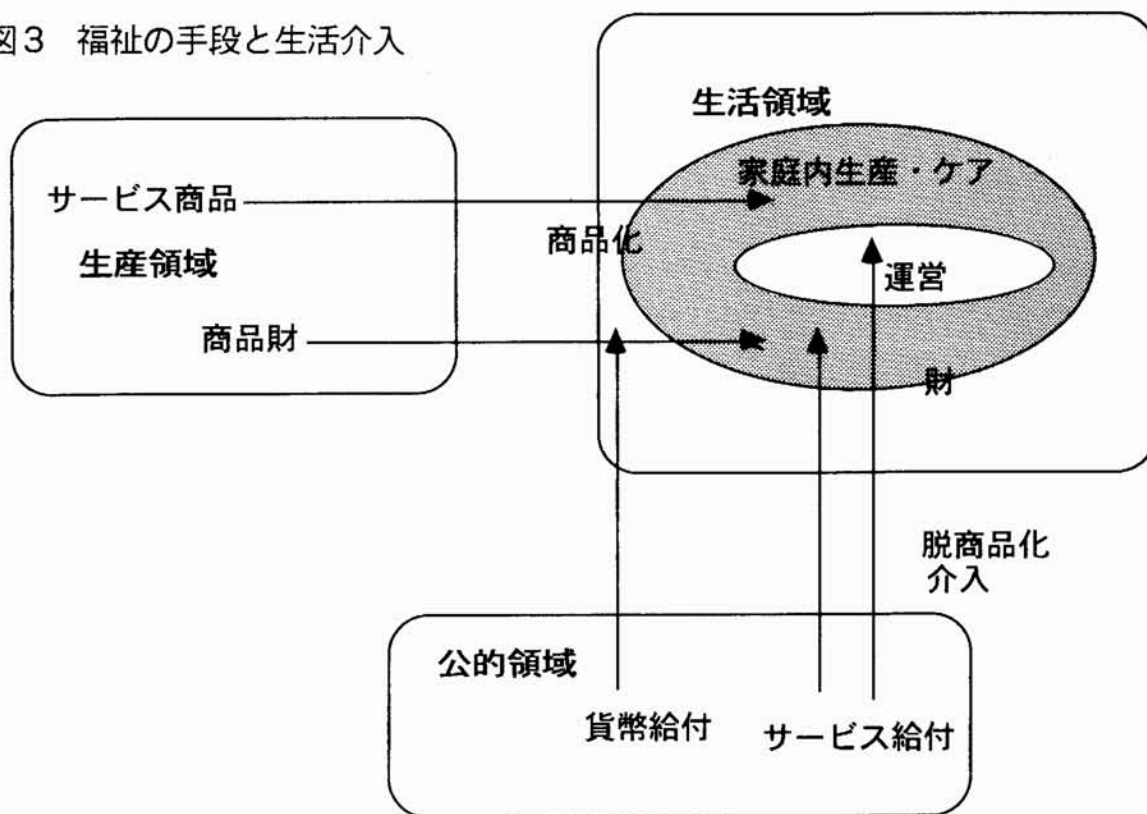 図3 福祉の手段と生活介入
生活領域
家庭内生産・ケア
サービス商品
商品化
生産領域
運営
商品財
財
脱商品化
介入
公的領域
貨幣給付
サービス給付